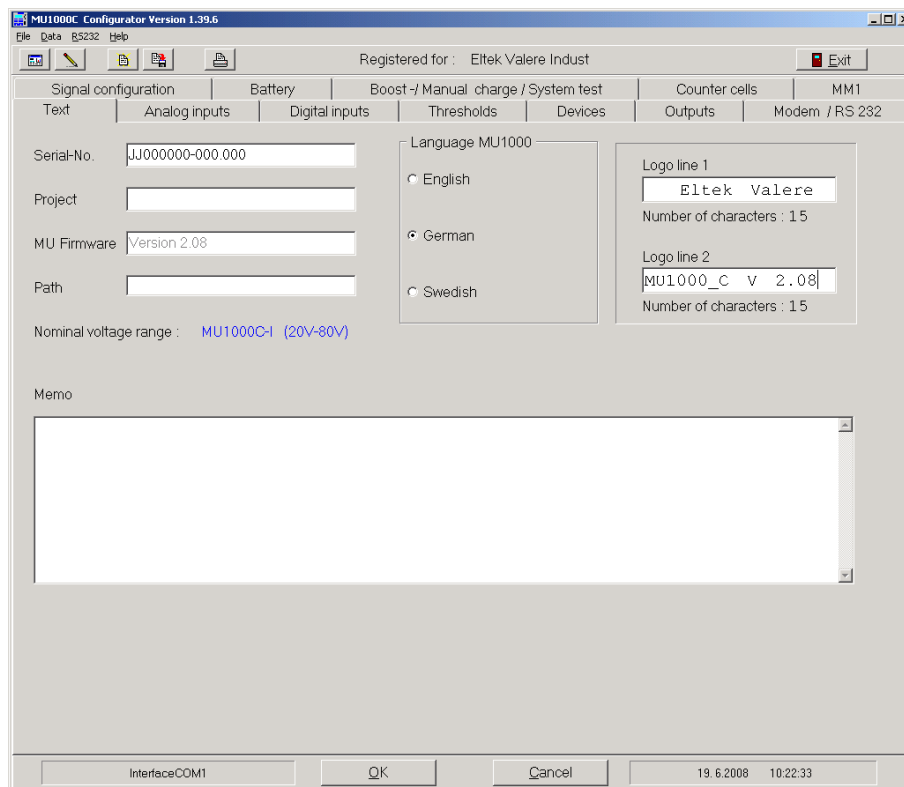 MU1000C Configurator Version 1.39.6
File Data RS232 Help
Registered for : Eltek Valere Indust
Exit
Signal configuration Battery Boost -/ Manual charge / System test Counter cells MM1
Text Analog inputs Digital inputs Thresholds Devices Outputs Modem / RS 232
Serial-No. JJ000000-000.000
Project
MU Firmware Version 2.08
Path
Nominal voltage range : MU1000C-I (20V-80V)
Language MU1000
English
German
Swedish
Logo line 1
Eltek Valere
Number of characters : 15
Logo line 2
MU1000_C V 2.08
Number of characters : 15
Memo
InterfaceCOM1 OK Cancel 19. 6.2008 10:22:33